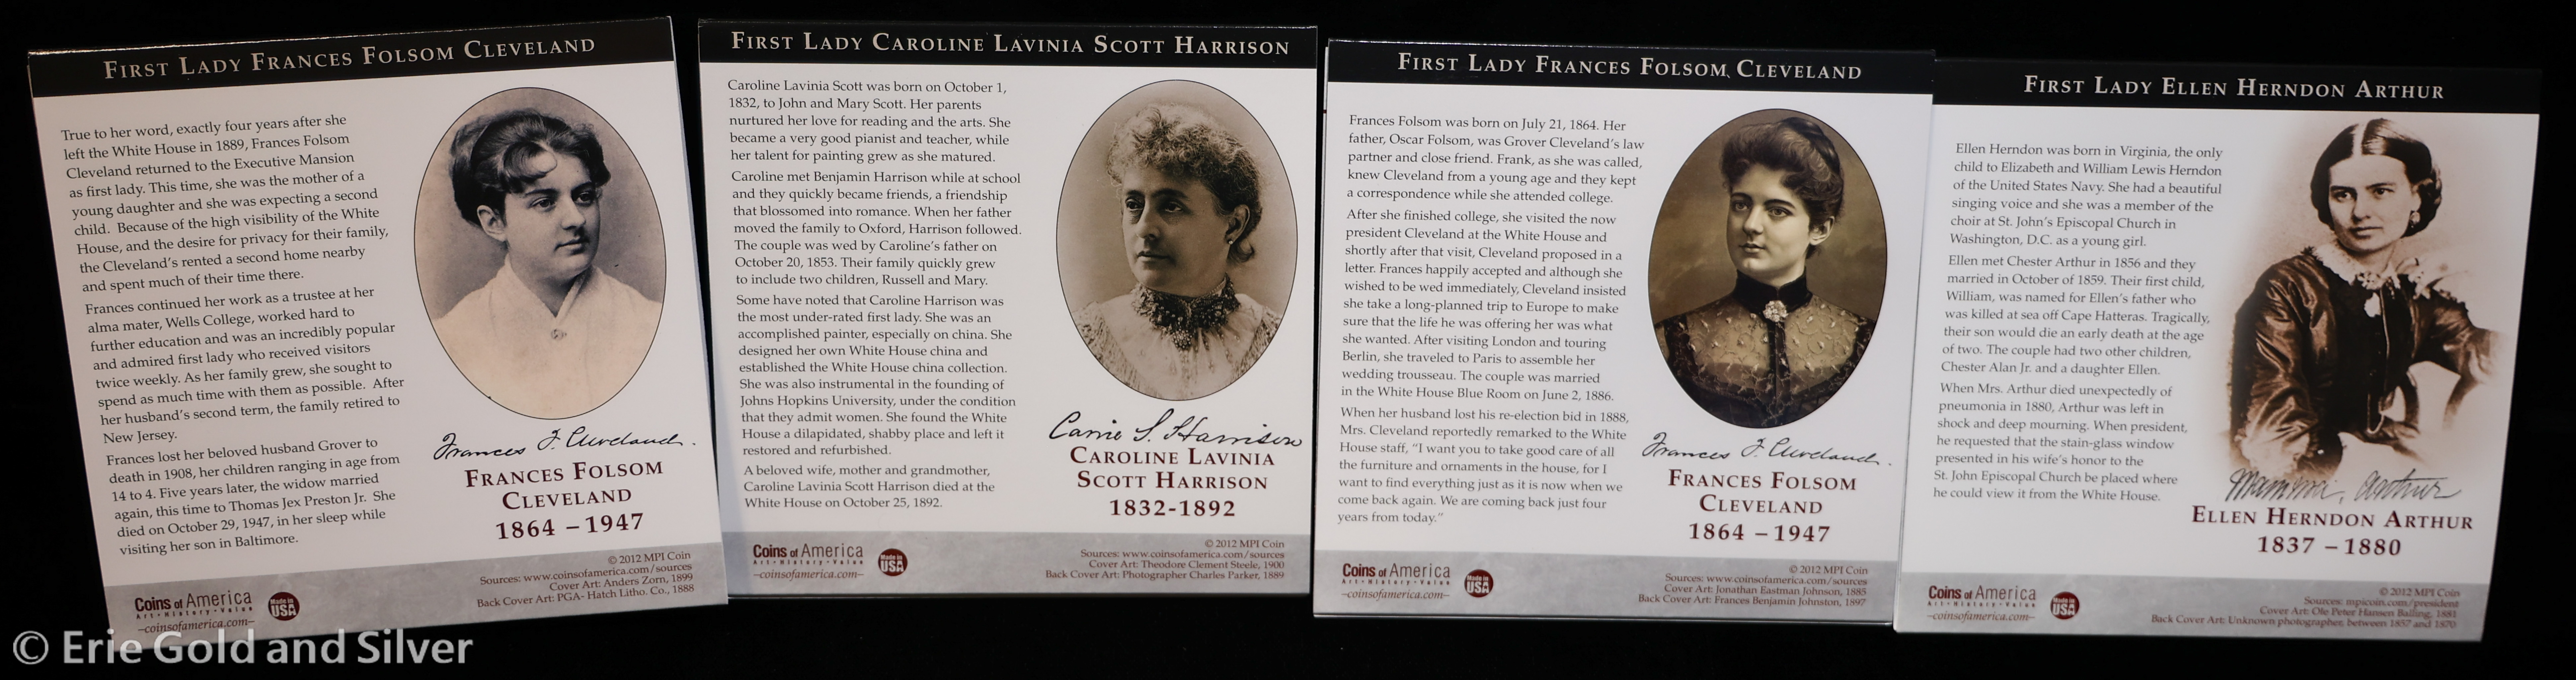 FIRST LADY FRANCES FOLSOM CLEVELAND
True to her word, exactly four years after she
left the White House in 1889, Frances Folsom
Cleveland returned to the Executive Mansion
as first lady. This time, she was the mother of a
young daughter and she was expecting a second
child. Because of the high visibility of the White
House, and the desire for privacy for their family,
the Cleveland's rented a second home nearby
and spent much of their time there.
Frances continued her work as a trustee at her
alma mater, Wells College, worked hard to
further education and was an incredibly popular
and admired first lady who received visitors
twice weekly. As her family grew, she sought to
spend as much time with them as possible. After
her husband's second term, the family retired to
New Jersey.
Frances lost her beloved husband Grover to
death in 1908, her children ranging in age from
14 to 4. Five years later, the widow married
again, this time to Thomas Jex Preston Jr. She
died on October 29, 1947, in her sleep while
visiting her son in Baltimore.
Frances F. Cleveland.
FRANCES FOLSOM
CLEVELAND
1864 – 1947
Coins of America
Art • History • Value
–coinsofamerica.com–
Made in
USA
© 2012 MPI Coin
Sources: www.coinsofamerica.com/sources
Cover Art: Anders Zorn, 1899
Back Cover Art: PGA- Hatch Litho. Co., 1888
FIRST LADY CAROLINE LAVINIA SCOTT HARRISON
Caroline Lavinia Scott was born on October 1,
1832, to John and Mary Scott. Her parents
nurtured her love for reading and the arts. She
became a very good pianist and teacher, while
her talent for painting grew as she matured.
Caroline met Benjamin Harrison while at school
and they quickly became friends, a friendship
that blossomed into romance. When her father
moved the family to Oxford, Harrison followed.
The couple was wed by Caroline's father on
October 20, 1853. Their family quickly grew
to include two children, Russell and Mary.
Some have noted that Caroline Harrison was
the most under-rated first lady. She was an
accomplished painter, especially on china. She
designed her own White House china and
established the White House china collection.
She was also instrumental in the founding of
Johns Hopkins University, under the condition
that they admit women. She found the White
House a dilapidated, shabby place and left it
restored and refurbished.
A beloved wife, mother and grandmother,
Caroline Lavinia Scott Harrison died at the
White House on October 25, 1892.
Carrie S. Harrison
CAROLINE LAVINIA
SCOTT HARRISON
1832-1892
Coins of America
Art • History • Value
–coinsofamerica.com–
Made in
USA
© 2012 MPI Coin
Sources: www.coinsofamerica.com/sources
Cover Art: Theodore Clement Steele, 1900
Back Cover Art: Photographer Charles Parker, 1889
FIRST LADY FRANCES FOLSOM CLEVELAND
Frances Folsom was born on July 21, 1864. Her
father, Oscar Folsom, was Grover Cleveland's law
partner and close friend. Frank, as she was called,
knew Cleveland from a young age and they kept
a correspondence while she attended college.
After she finished college, she visited the now
president Cleveland at the White House and
shortly after that visit, Cleveland proposed in a
letter. Frances happily accepted and although she
wished to be wed immediately, Cleveland insisted
she take a long-planned trip to Europe to make
sure that the life he was offering her was what
she wanted. After visiting London and touring
Berlin, she traveled to Paris to assemble her
wedding trousseau. The couple was married
in the White House Blue Room on June 2, 1886.
When her husband lost his re-election bid in 1888,
Mrs. Cleveland reportedly remarked to the White
House staff, "I want you to take good care of all
the furniture and ornaments in the house, for I
want to find everything just as it is now when we
come back again. We are coming back just four
years from today."
Frances F. Cleveland.
FRANCES FOLSOM
CLEVELAND
1864 – 1947
Coins of America
Art • History • Value
–coinsofamerica.com–
Made in
USA
© 2012 MPI Coin
Sources: www.coinsofamerica.com/sources
Cover Art: Jonathan Eastman Johnson, 1885
Back Cover Art: Frances Benjamin Johnston, 1897
FIRST LADY ELLEN HERNDON ARTHUR
Ellen Herndon was born in Virginia, the only
child to Elizabeth and William Lewis Herndon
of the United States Navy. She had a beautiful
singing voice and she was a member of the
choir at St. John's Episcopal Church in
Washington, D.C. as a young girl.
Ellen met Chester Arthur in 1856 and they
married in October of 1859. Their first child,
William, was named for Ellen's father who
was killed at sea off Cape Hatteras. Tragically,
their son would die an early death at the age
of two. The couple had two other children,
Chester Alan Jr. and a daughter Ellen.
When Mrs. Arthur died unexpectedly of
pneumonia in 1880, Arthur was left in
shock and deep mourning. When president,
he requested that the stain-glass window
presented in his wife's honor to the
St. John Episcopal Church be placed where
he could view it from the White House.
Arthur
ELLEN HERNDON ARTHUR
1837 – 1880
Coins of America
Art • History • Value
–coinsofamerica.com–
Made in
USA
© 2012 MPI Coin
Sources: mpicoin.com/president
Cover Art: Ole Peter Hansen Balling, 1881
Back Cover Art: Unknown photographer, between 1857 and 1870
© Erie Gold and Silver